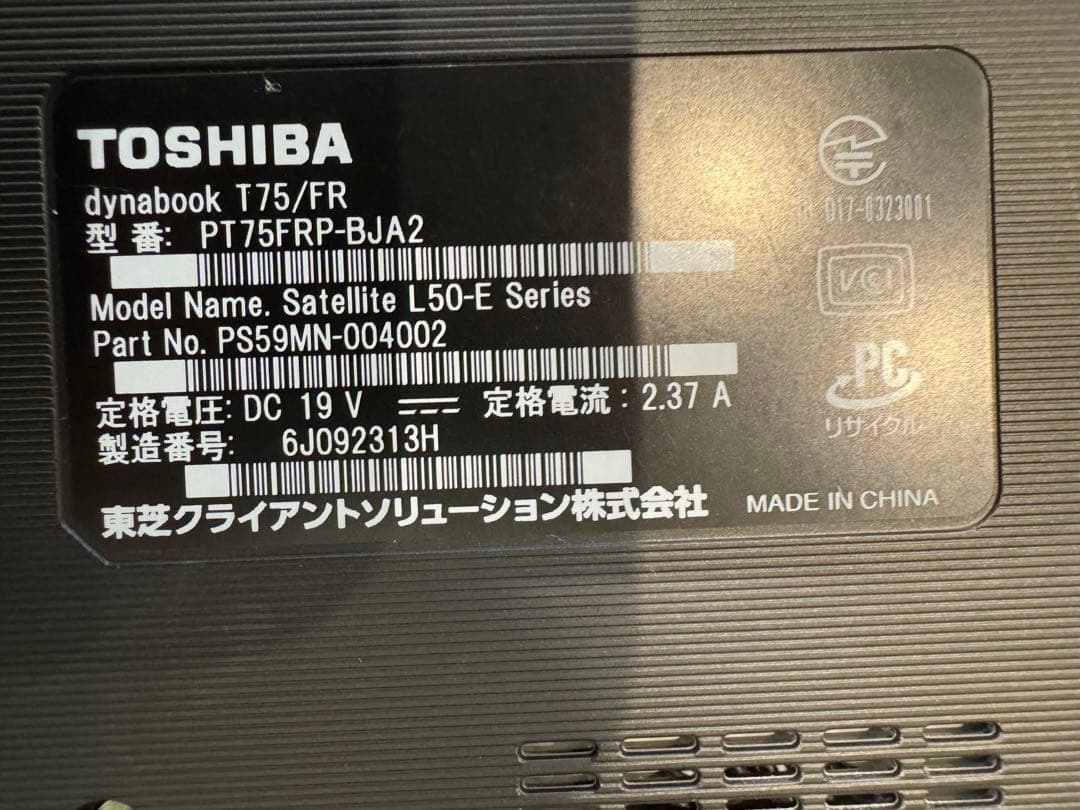 TOSHIBA
dynabook T75/FR
型 番: PT75FRP-BJA2
Model Name. Satellite L50-E Series
Part No. PS59MN-004002
定格電圧: DC 19 V ⎓ 定格電流: 2.37 A
製造番号: 6J092313H
東芝クライアントソリューション株式会社
017-0323001
VCI
PC
リサイクル
MADE IN CHINA